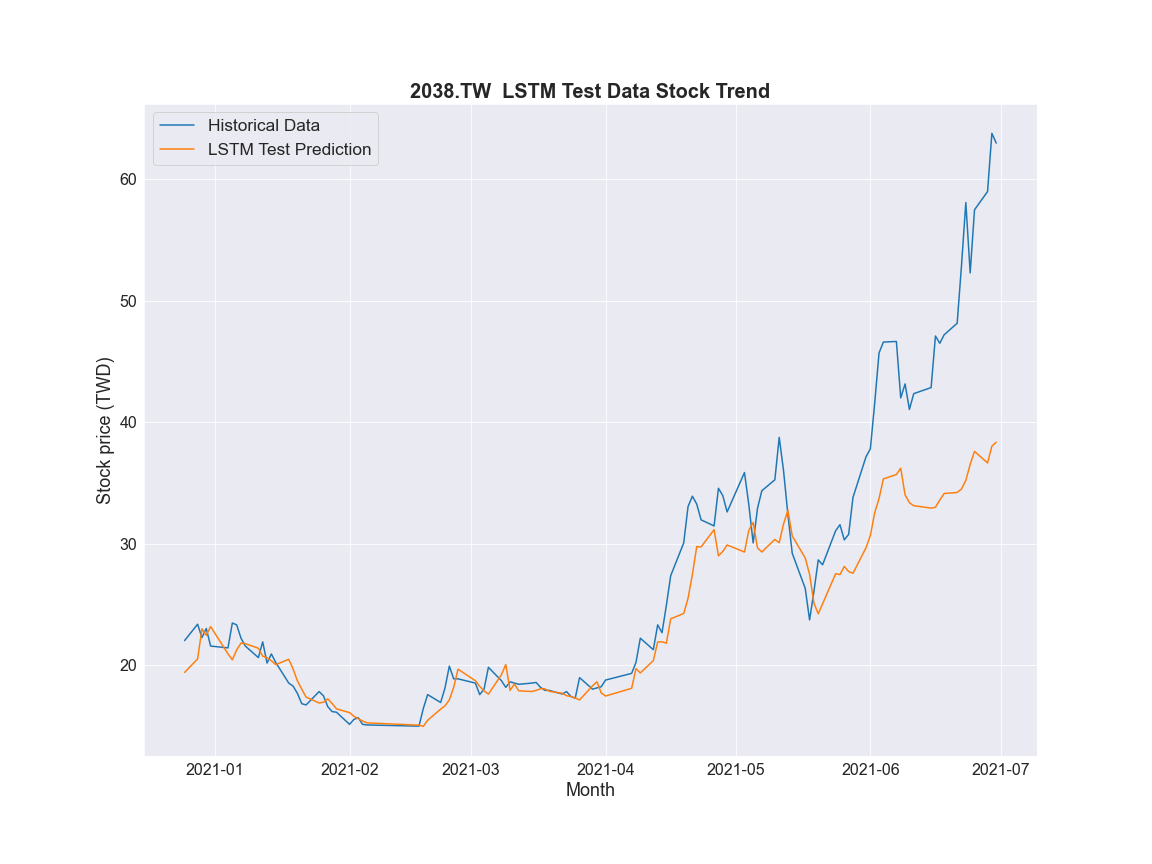 2038.TW  LSTM Test Data Stock Trend
Historical Data
LSTM Test Prediction
Stock price (TWD)
60
50
40
30
20
2021-01
2021-02
2021-03
2021-04
2021-05
2021-06
2021-07
Month